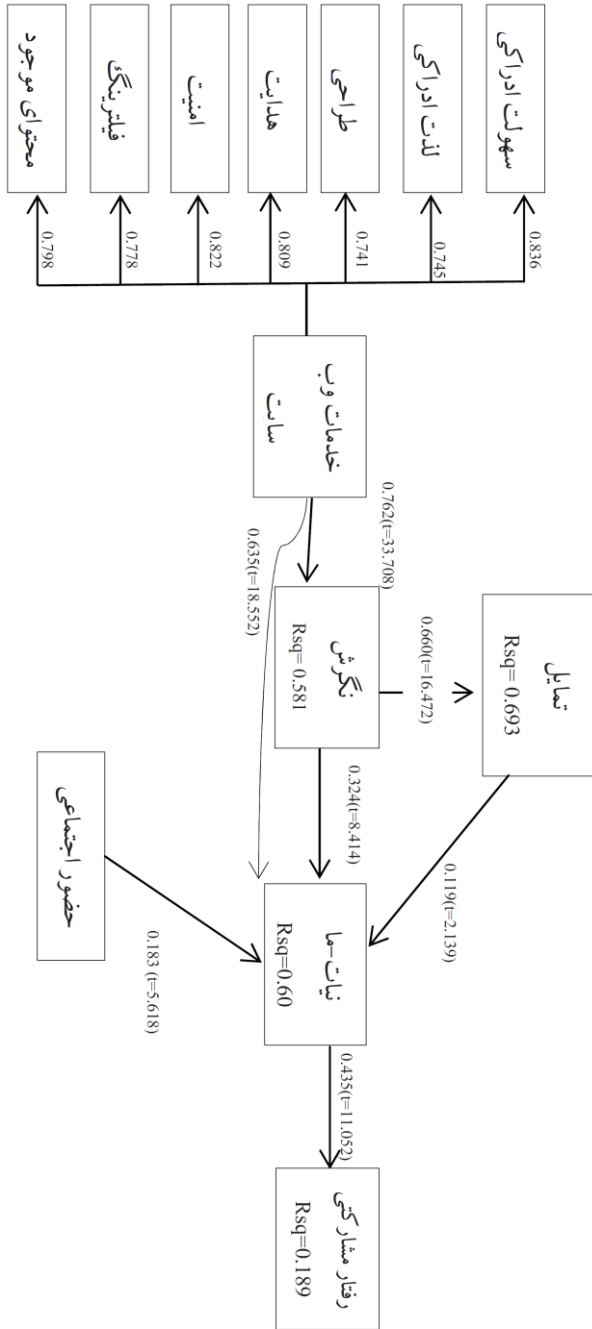 سهولت ادراکی
لذت ادراکی
طراحی
هدایت
امنیت
فیلترینگ
محتوای موجود
0.836
0.745
0.741
0.809
0.822
0.778
0.798
خدمات وب
سایت
0.762(t=33.708)
0.635(t=18.552)
نگرش
Rsq= 0.581
0.660(t=16.472)
تمایل
Rsq= 0.693
0.324(t=8.414)
0.119(t=2.139)
حضور اجتماعی
0.183 (t=5.618)
نیات-ما
Rsq=0.60
0.435(t=11.052)
رفتار مشارکتی
Rsq=0.189